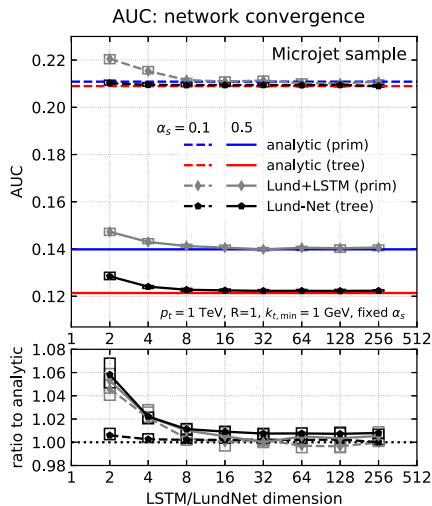 AUC: network convergence
Microjet sample
0.22
0.20
0.18
0.16
0.14
0.12
AUC
αs = 0.1 0.5
analytic (prim)
analytic (tree)
Lund+LSTM (prim)
Lund-Net (tree)
pt = 1 TeV, R=1, kt,min = 1 GeV, fixed αs
1 2 4 8 16 32 64 128 256 512
1.08
1.06
1.04
1.02
1.00
0.98
ratio to analytic
1 2 4 8 16 32 64 128 256 512
LSTM/LundNet dimension